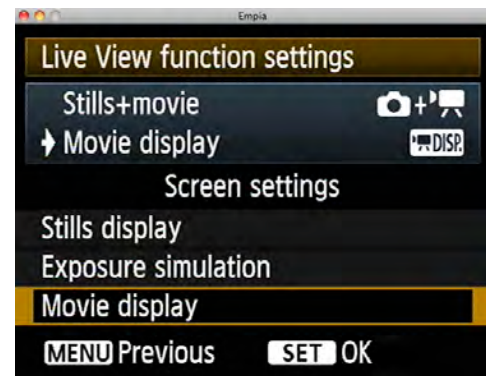 Empia
Live View function settings
Stills+movie +
Movie display DISP.
Screen settings
Stills display
Exposure simulation
Movie display
MENU Previous SET OK